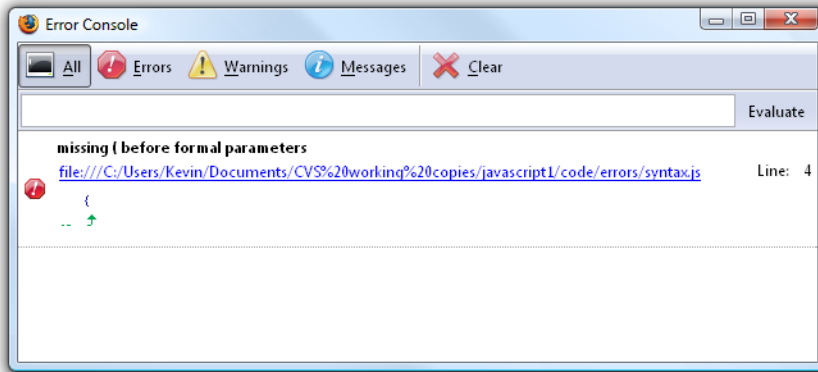 Error Console
All Errors Warnings Messages Clear
Evaluate
missing ( before formal parameters
file:///C:/Users/Kevin/Documents/CVS%20working%20copies/javascript1/code/errors/syntax.js Line: 4
{